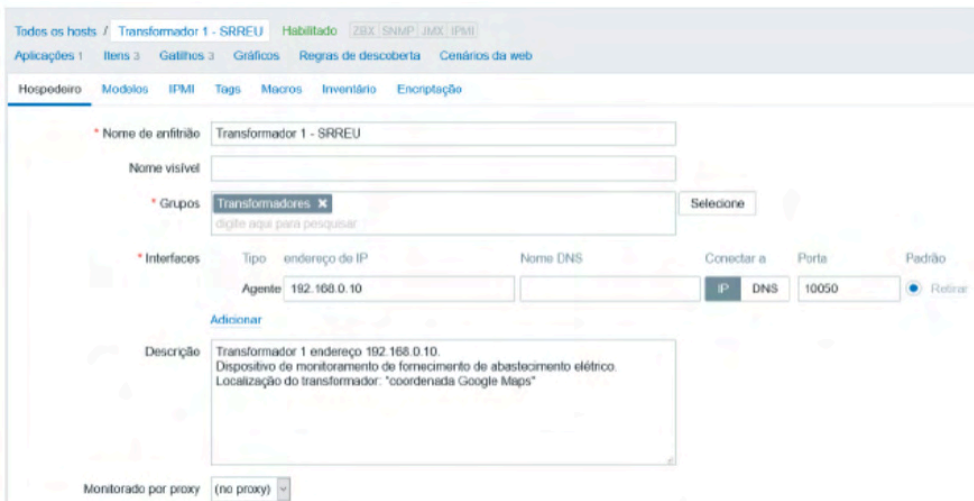 Todos os hosts / Transformador 1 - SRREU Habilitado ZBX SNMP JMX IPMI
Aplicações 1 Itens 3 Gatilhos 3 Gráficos Regras de descoberta Cenários da web
Hospedeiro Modelos IPMI Tags Macros Inventário Encriptação
* Nome de anfitrião Transformador 1 - SRREU
Nome visível
* Grupos Transformadores × Selecione
digite aqui para pesquisar
* Interfaces Tipo endereço de IP Nome DNS Conectar a Porta Padrão
Agente 192.168.0.10 IP DNS 10050 Retirar
Adicionar
Descrição Transformador 1 endereço 192.168.0.10.
Dispositivo de monitoramento de fornecimento de abastecimento elétrico.
Localização do transformador: "coordenada Google Maps"
Monitorado por proxy (no proxy)